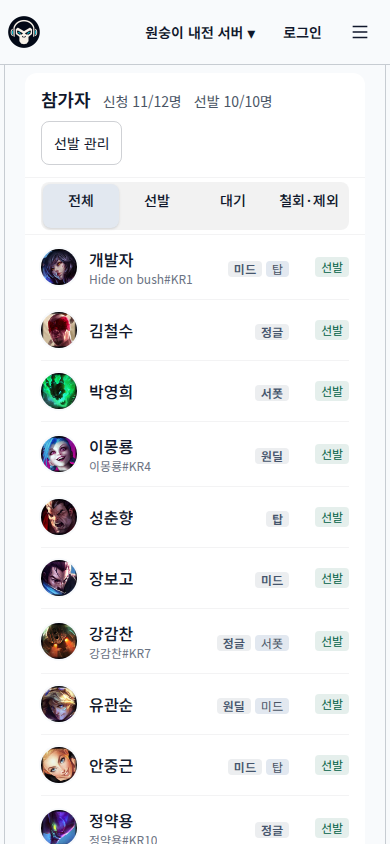 원숭이 내전 서버 ▾ 로그인
참가자 신청 11/12명 선발 10/10명
선발 관리
전체 선발 대기 철회·제외
개발자 미드 탑 선발
Hide on bush#KR1
김철수 정글 선발
박영희 서폿 선발
이몽룡 원딜 선발
이몽룡#KR4
성춘향 탑 선발
장보고 미드 선발
강감찬 정글 서폿 선발
강감찬#KR7
유관순 원딜 미드 선발
안중근 미드 탑 선발
정약용 정글 선발
정약용#KR10